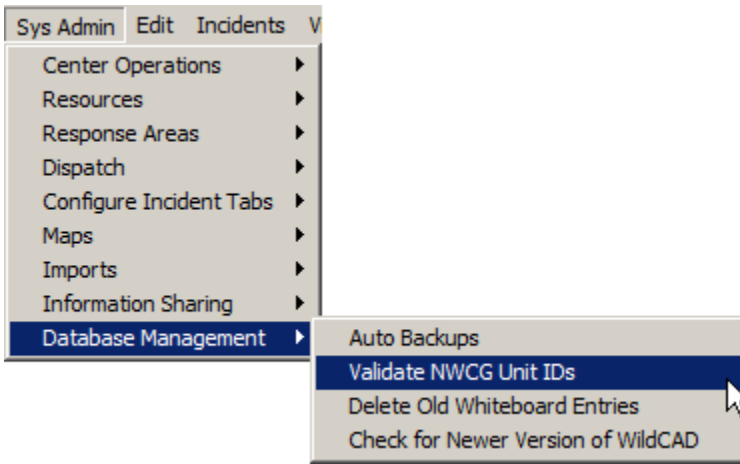 Sys Admin Edit Incidents
Center Operations
Resources
Response Areas
Dispatch
Configure Incident Tabs
Maps
Imports
Information Sharing
Database Management
Auto Backups
Validate NWCG Unit IDs
Delete Old Whiteboard Entries
Check for Newer Version of WildCAD